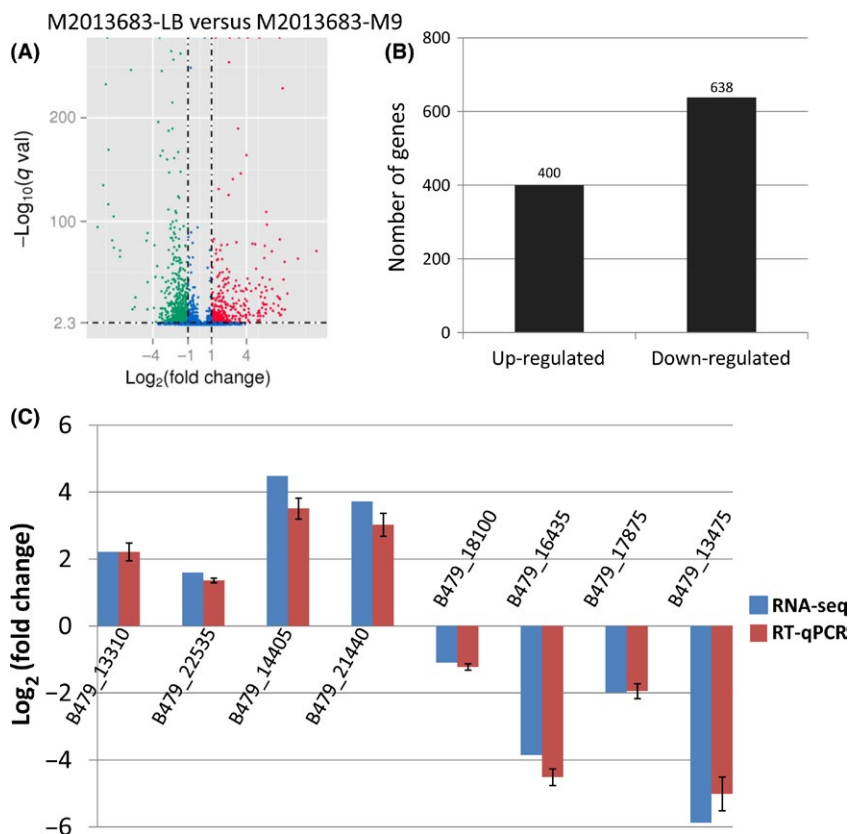 M2013683-LB versus M2013683-M9
(A)
−Log10(q val)
200
100
2.3
−4
−1
1
4
Log2(fold change)
(B)
Nomber of genes
800
600
400
200
0
400
638
Up-regulated
Down-regulated
(C)
Log2 (fold change)
6
4
2
0
−2
−4
−6
B479_13310
B479_22535
B479_14405
B479_21440
B479_18100
B479_16435
B479_17875
B479_13475
RNA-seq
RT-qPCR